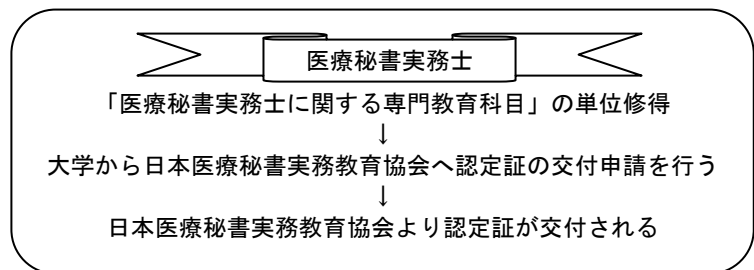 医療秘書実務士
「医療秘書実務士に関する専門教育科目」の単位修得
↓
大学から日本医療秘書実務教育協会へ認定証の交付申請を行う
↓
日本医療秘書実務教育協会より認定証が交付される